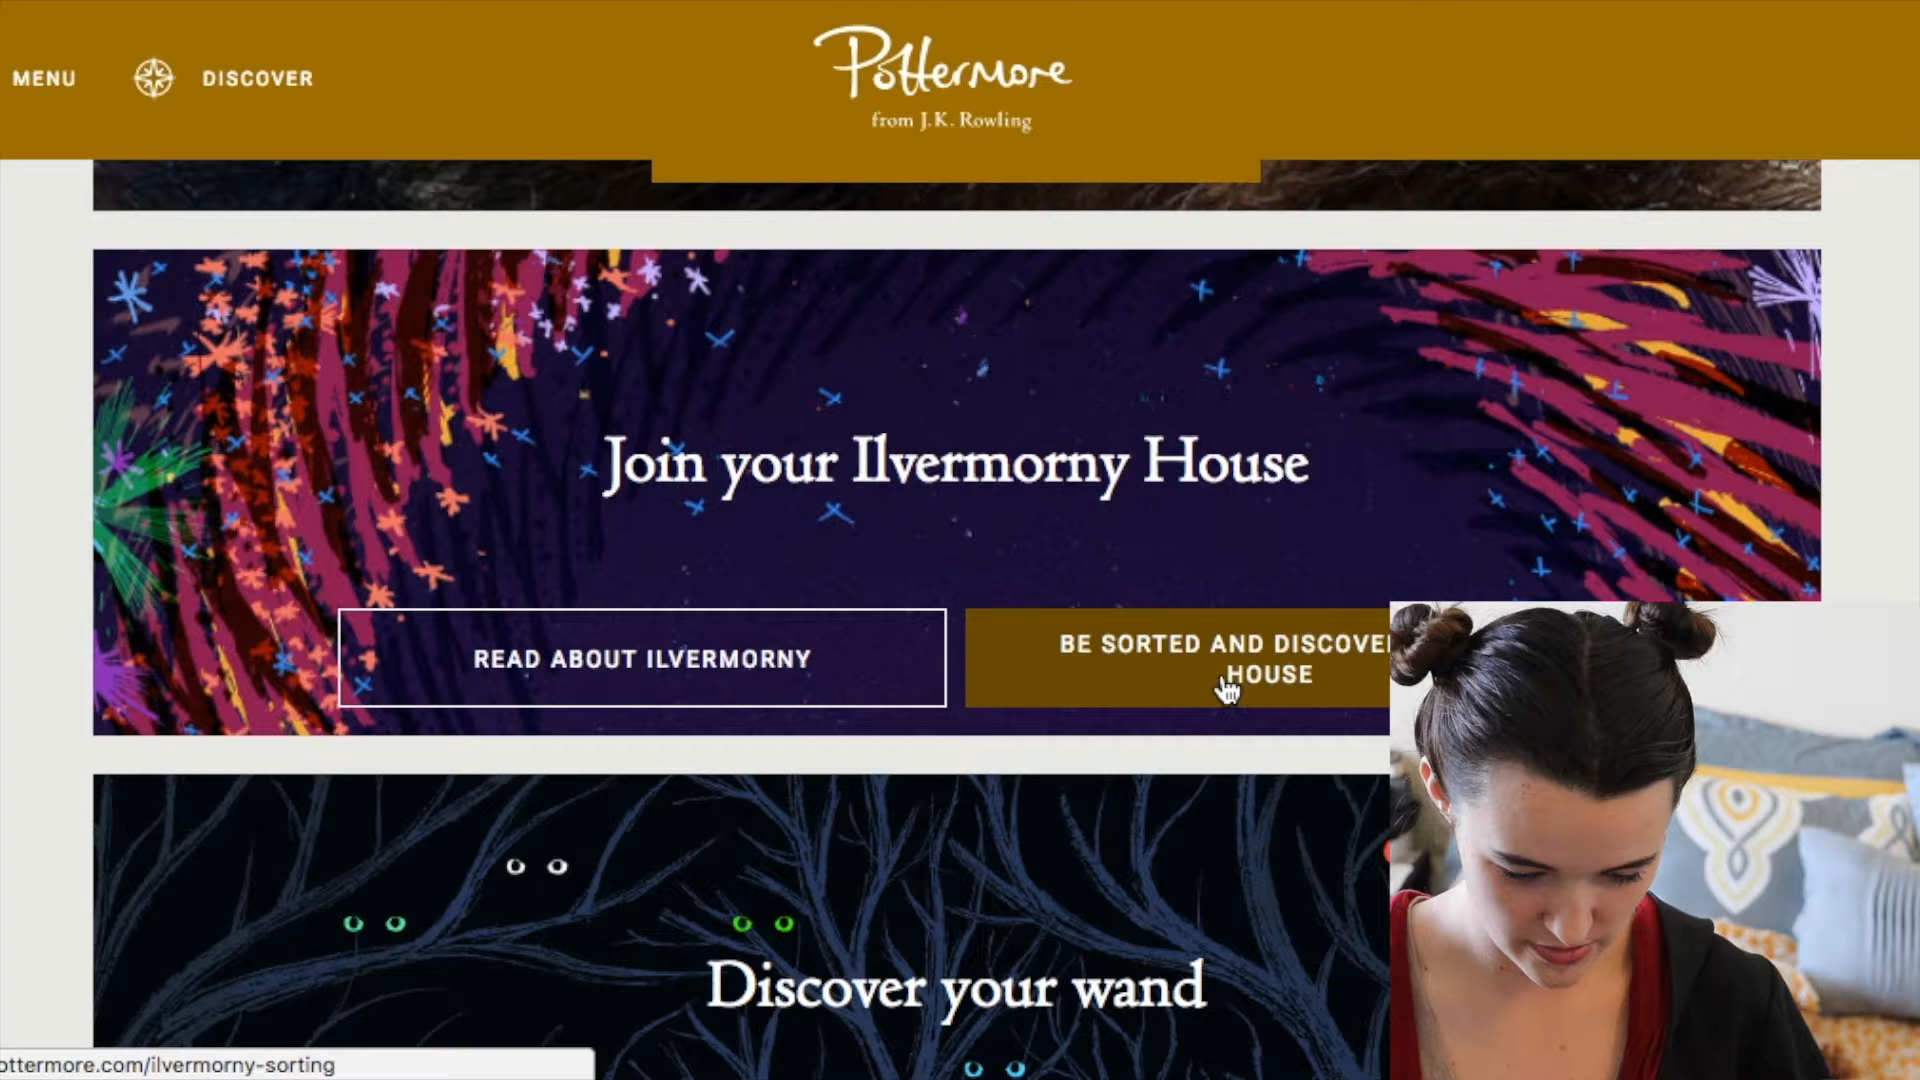 MENU
DISCOVER
Pottermore
from J.K. Rowling
Join your Ilvermorny House
READ ABOUT ILVERMORNY
BE SORTED AND DISCOVER
HOUSE
Discover your wand
ottermore.com/ilvermorny-sorting